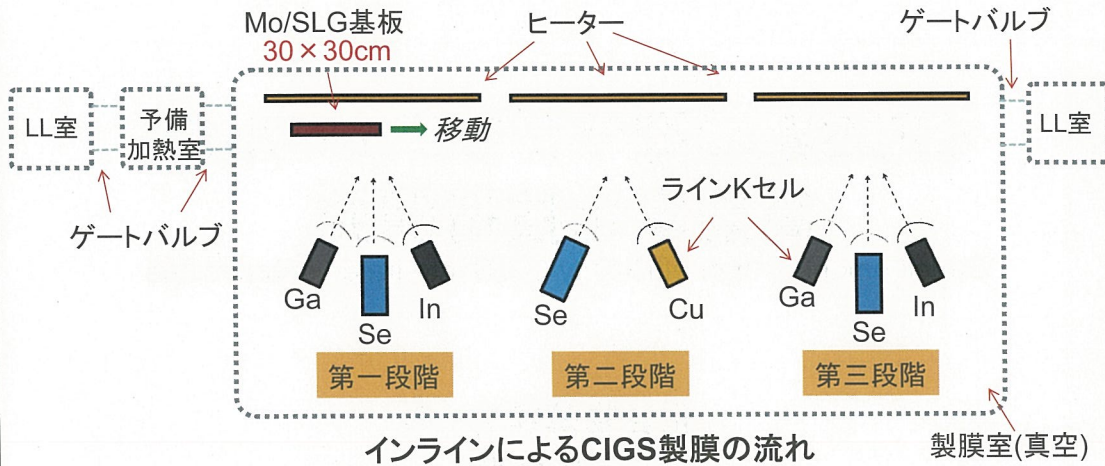 Mo/SLG基板
30×30cm
ヒーター
ゲートバルブ
LL室
予備
加熱室
移動
LL室
ゲートバルブ
ラインKセル
Ga
Se
In
Se
Cu
Ga
Se
In
第一段階
第二段階
第三段階
インラインによるCIGS製膜の流れ
製膜室(真空)